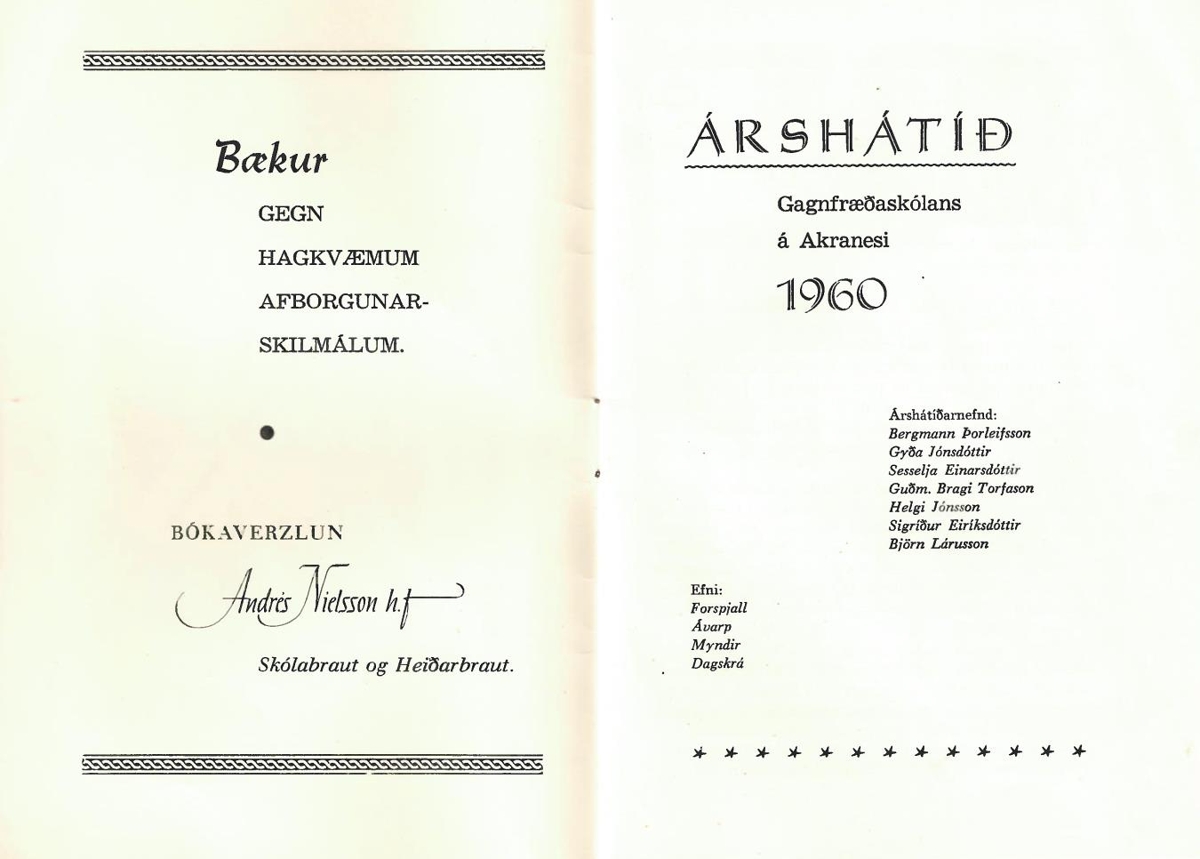 Bækur
GEGN
HAGKVÆMUM
AFBORGUNAR-
SKILMÁLUM.
BÓKAVERZLUN
Andrés Níelsson h.f
Skólabraut og Heiðarbraut.
ÁRSHÁTÍÐ
Gagnfræðaskólans
á Akranesi
1960
Árshátíðarnefnd:
Bergmann Þorleifsson
Gyða Jónsdóttir
Sesselja Einarsdóttir
Guðm. Bragi Torfason
Helgi Jónsson
Sigríður Eiríksdóttir
Björn Lárusson
Efni:
Forspjall
Ávarp
Myndir
Dagskrá